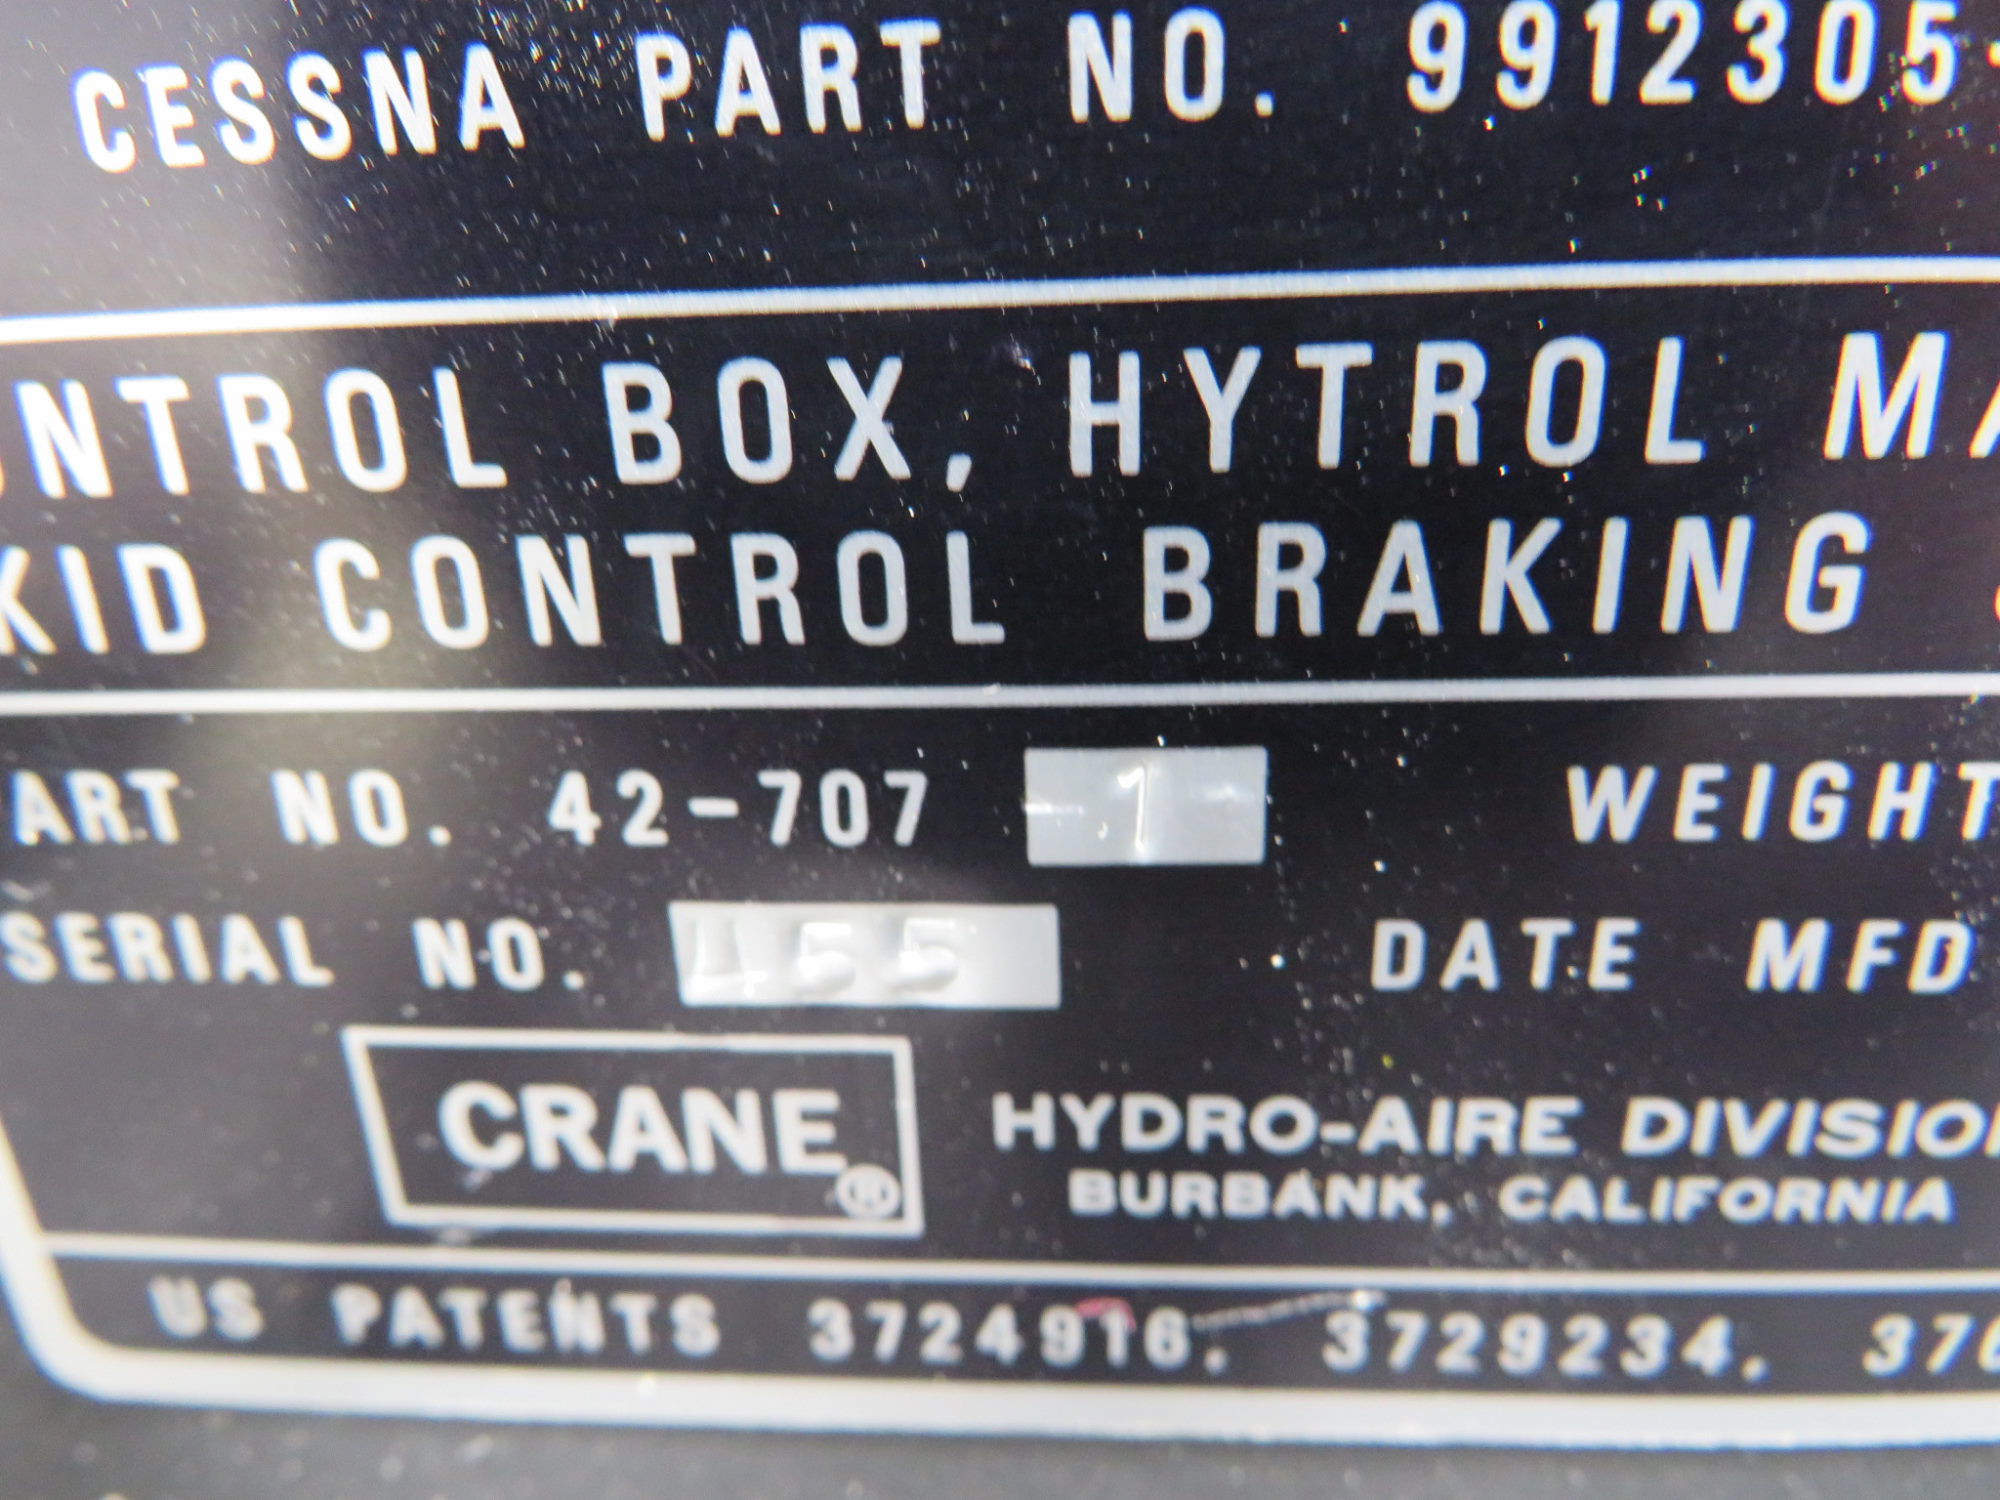 CESSNA PART NO. 9912305-
NTROL BOX, HYTROL MA
KID CONTROL BRAKING
ART NO. 42-707 1 WEIGHT
SERIAL NO. 455 DATE MFD
CRANE® HYDRO-AIRE DIVISIO
BURBANK, CALIFORNIA
US PATENTS 3724916, 3729234, 37